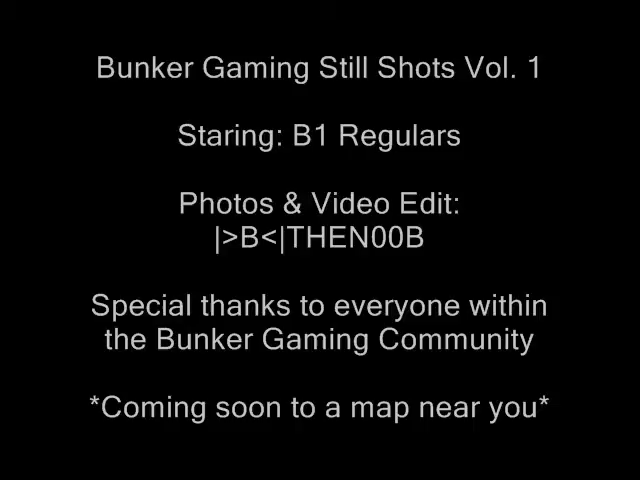 Bunker Gaming Still Shots Vol. 1
Staring: B1 Regulars
Photos & Video Edit:
|>B<|THEN00B
Special thanks to everyone within
the Bunker Gaming Community
*Coming soon to a map near you*